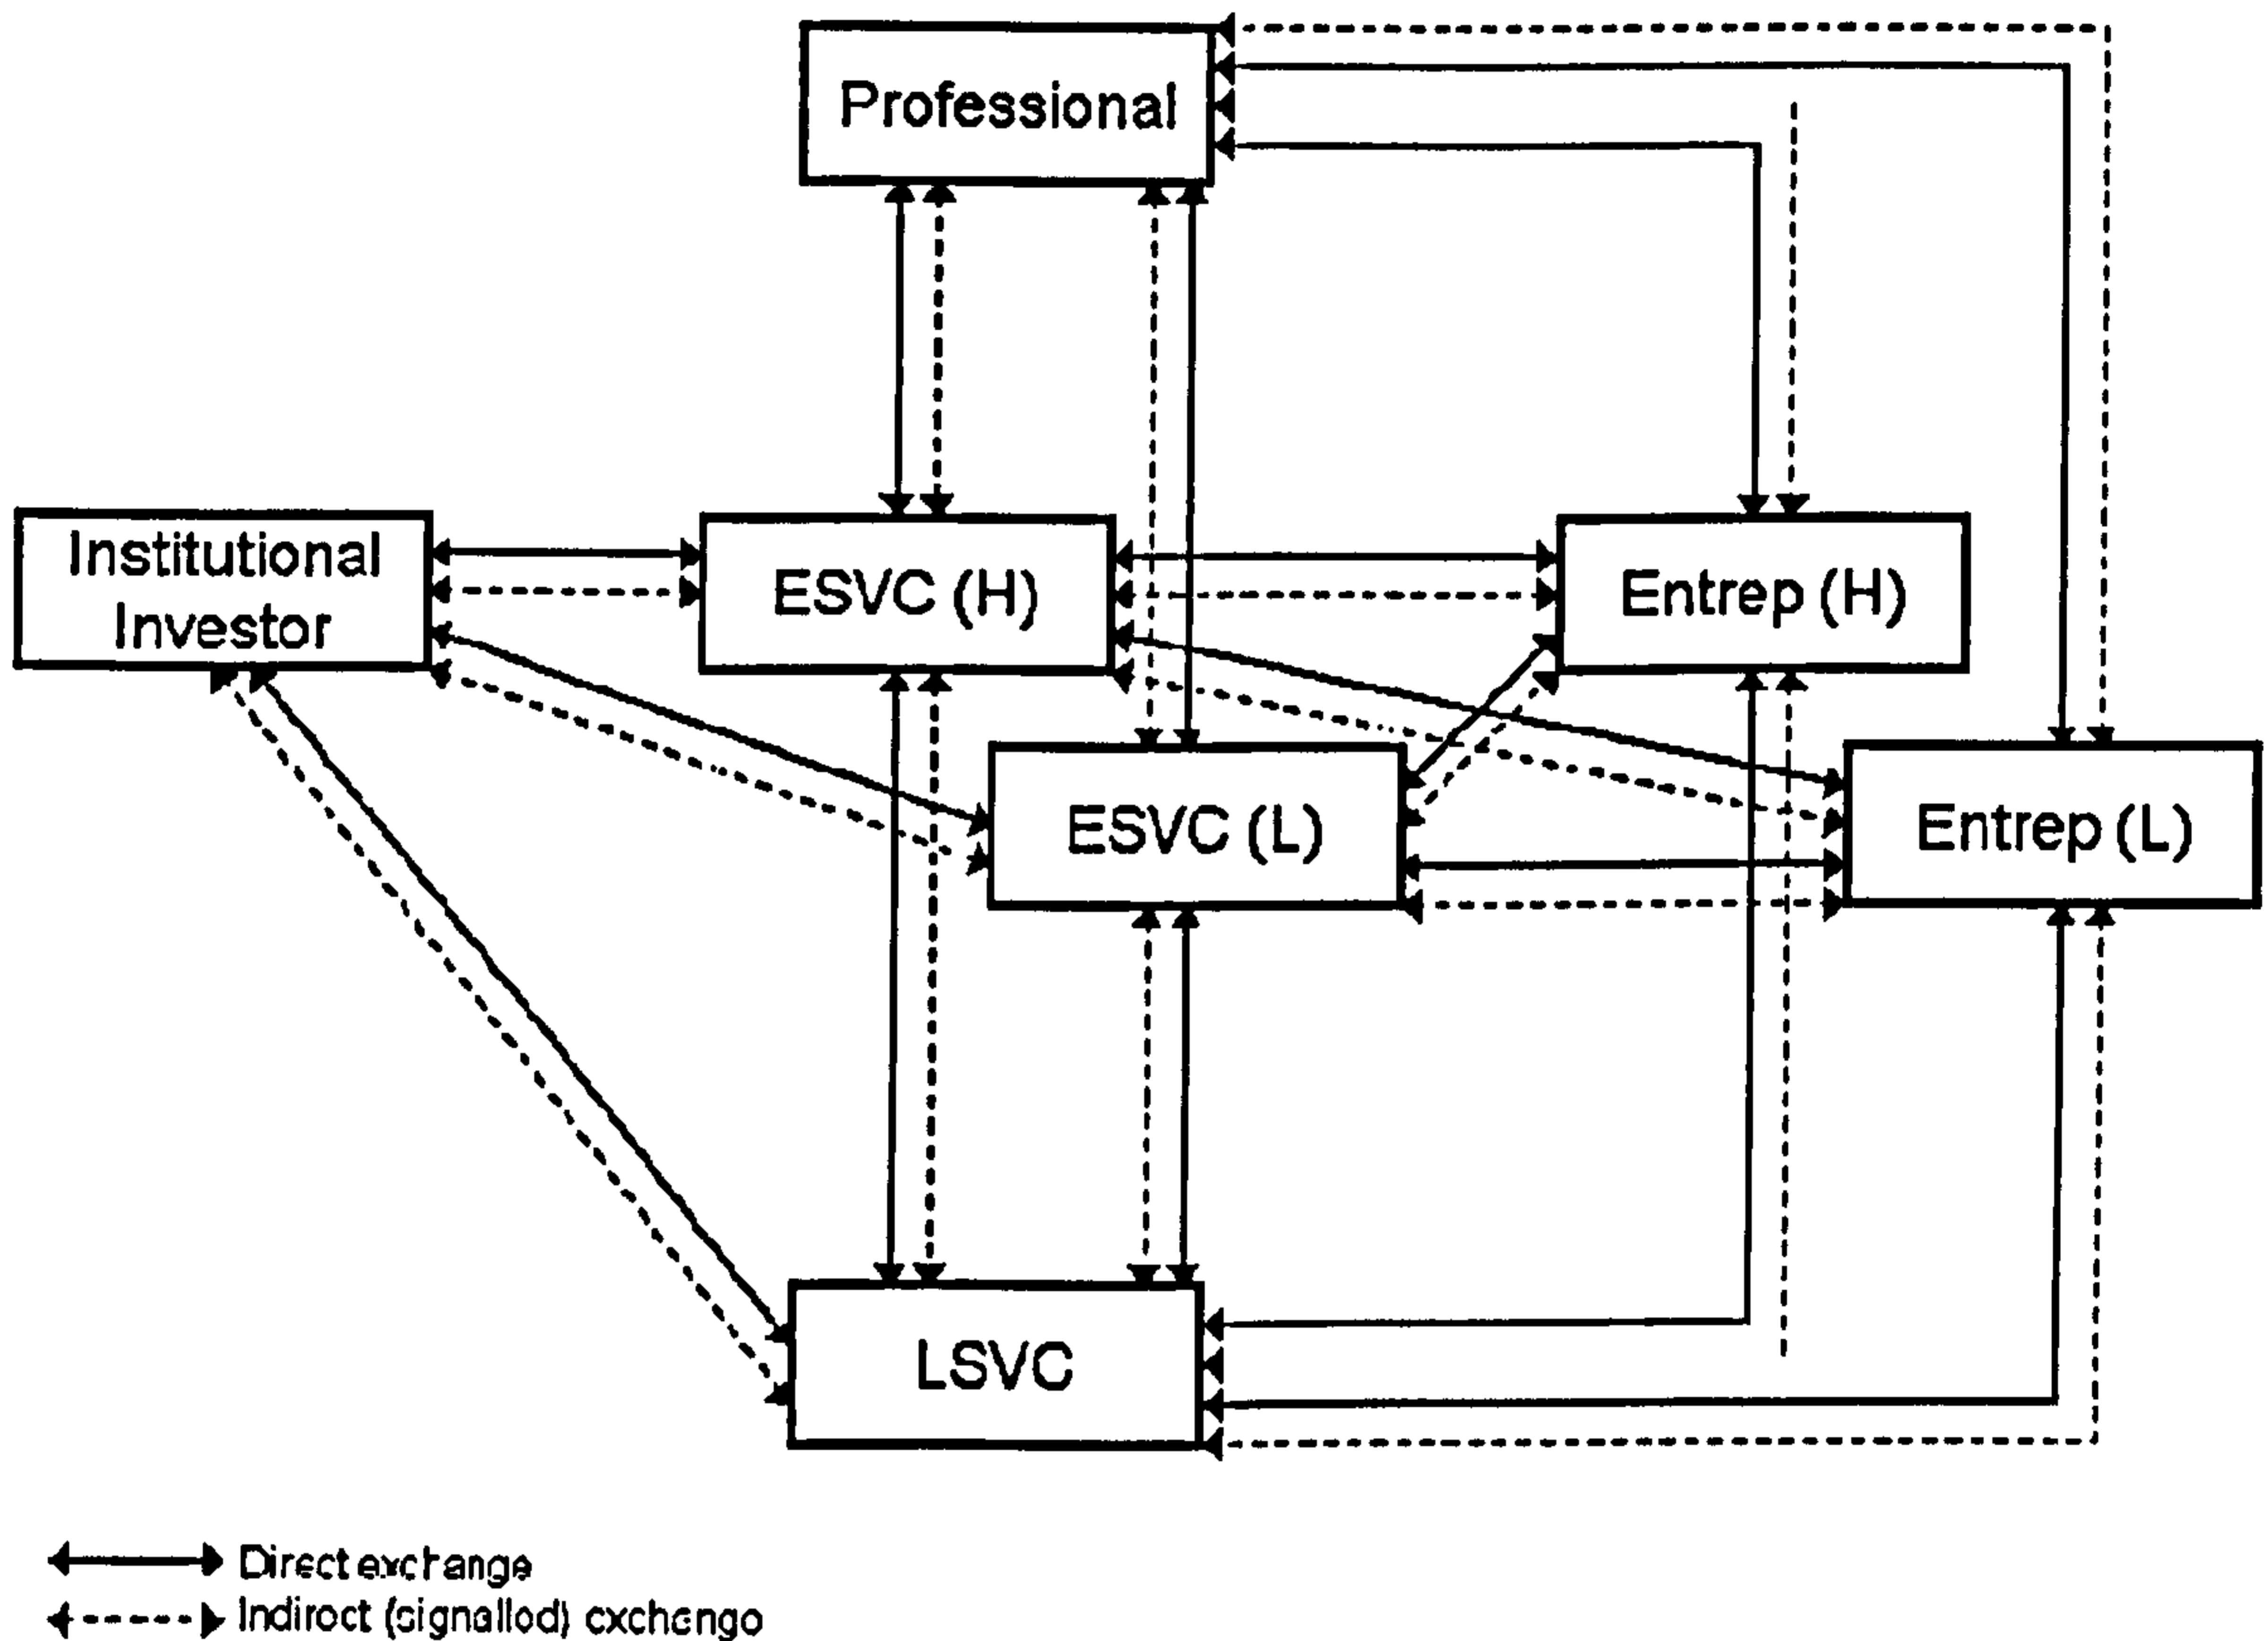 Professional
Institutional
Investor
ESVC (H)
Entrep (H)
ESVC (L)
Entrep (L)
LSVC
Direct exchange
Indirect (signalled) exchange